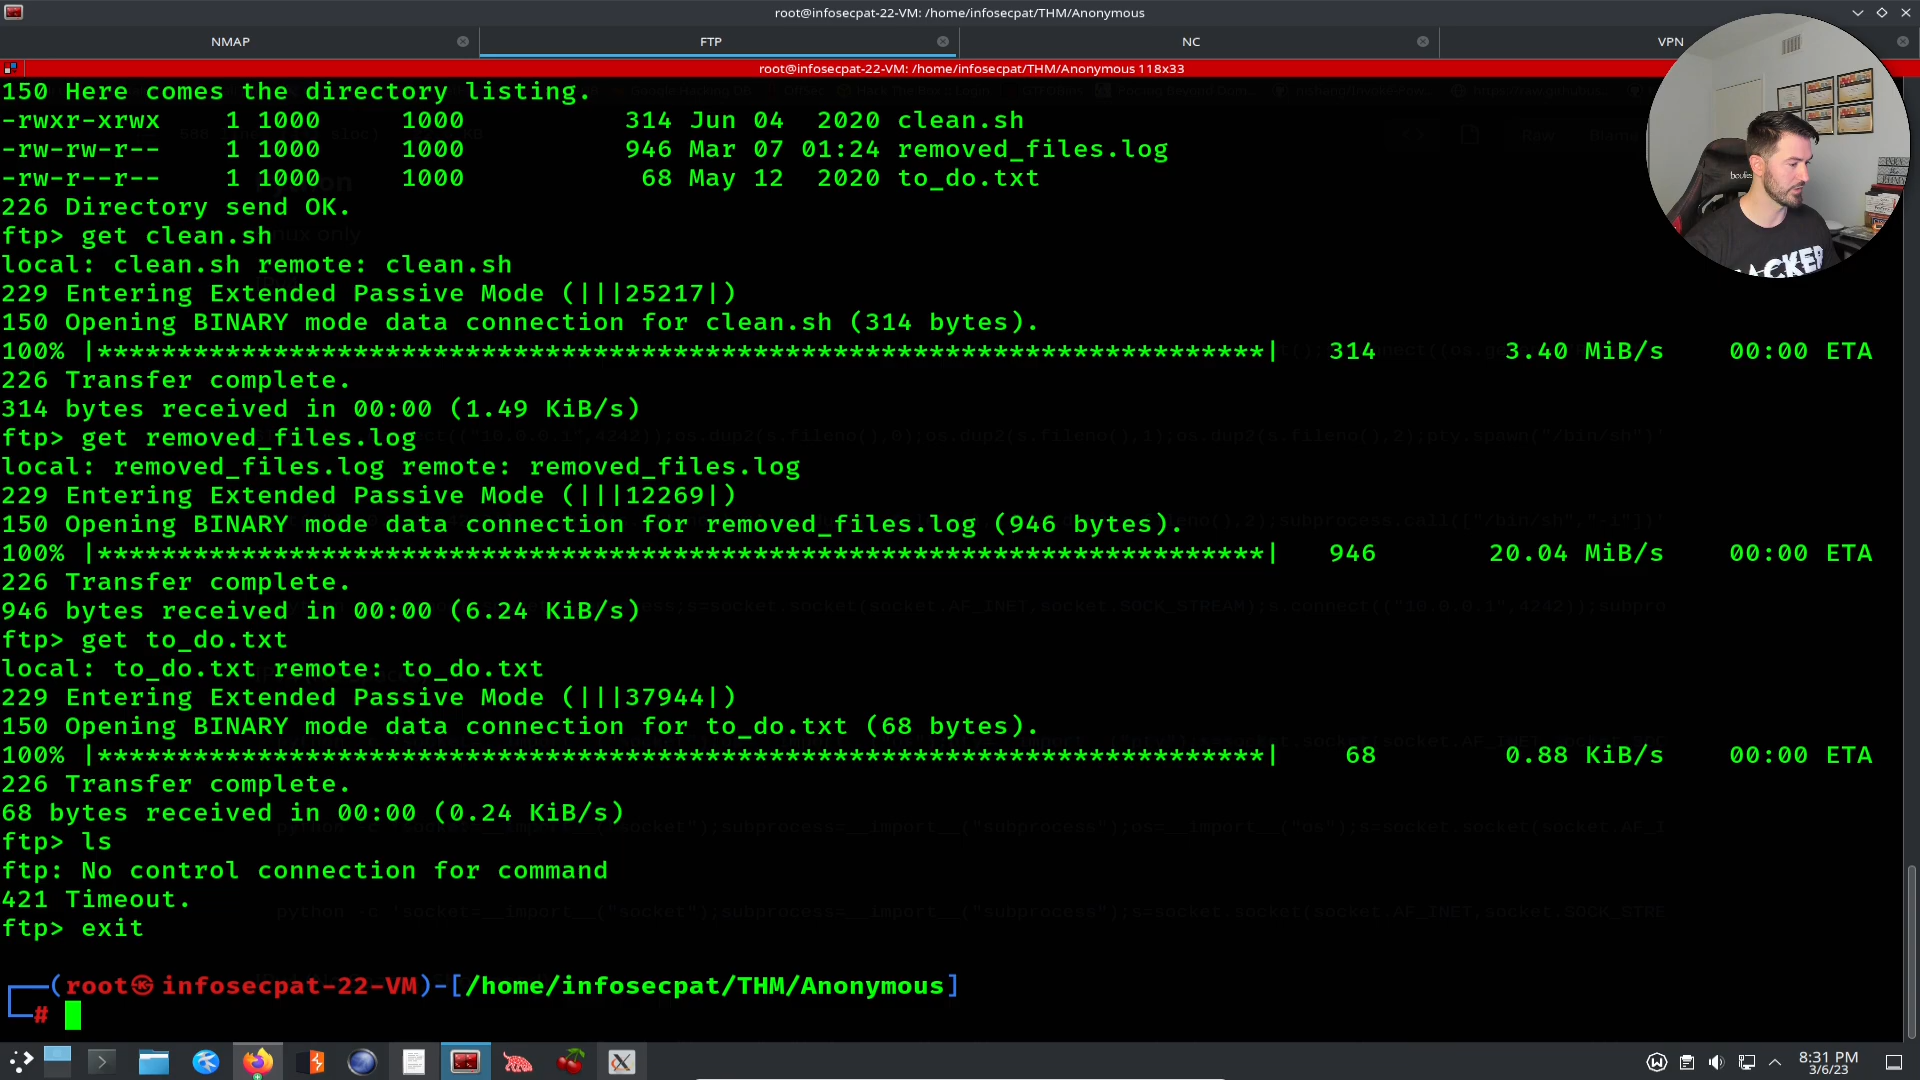 root@infosecpat-22-VM: /home/infosecpat/THM/Anonymous
NMAP
FTP
NC
VPN
root@infosecpat-22-VM: /home/infosecpat/THM/Anonymous 118x33
150 Here comes the directory listing.
-rwxr-xrwx    1 1000     1000          314 Jun 04  2020 clean.sh
-rw-rw-r--    1 1000     1000          946 Mar 07 01:24 removed_files.log
-rw-r--r--    1 1000     1000           68 May 12  2020 to_do.txt
226 Directory send OK.
ftp> get clean.sh
local: clean.sh remote: clean.sh
229 Entering Extended Passive Mode (|||25217|)
150 Opening BINARY mode data connection for clean.sh (314 bytes).
100% |*************************************************************************|   314        3.40 MiB/s    00:00 ETA
226 Transfer complete.
314 bytes received in 00:00 (1.49 KiB/s)
ftp> get removed_files.log
local: removed_files.log remote: removed_files.log
229 Entering Extended Passive Mode (|||12269|)
150 Opening BINARY mode data connection for removed_files.log (946 bytes).
100% |*************************************************************************|   946       20.04 MiB/s    00:00 ETA
226 Transfer complete.
946 bytes received in 00:00 (6.24 KiB/s)
ftp> get to_do.txt
local: to_do.txt remote: to_do.txt
229 Entering Extended Passive Mode (|||37944|)
150 Opening BINARY mode data connection for to_do.txt (68 bytes).
100% |*************************************************************************|    68        0.88 KiB/s    00:00 ETA
226 Transfer complete.
68 bytes received in 00:00 (0.24 KiB/s)
ftp> ls
ftp: No control connection for command
421 Timeout.
ftp> exit
┌──(root㉿infosecpat-22-VM)-[/home/infosecpat/THM/Anonymous]
└─#
8:31 PM
3/6/23